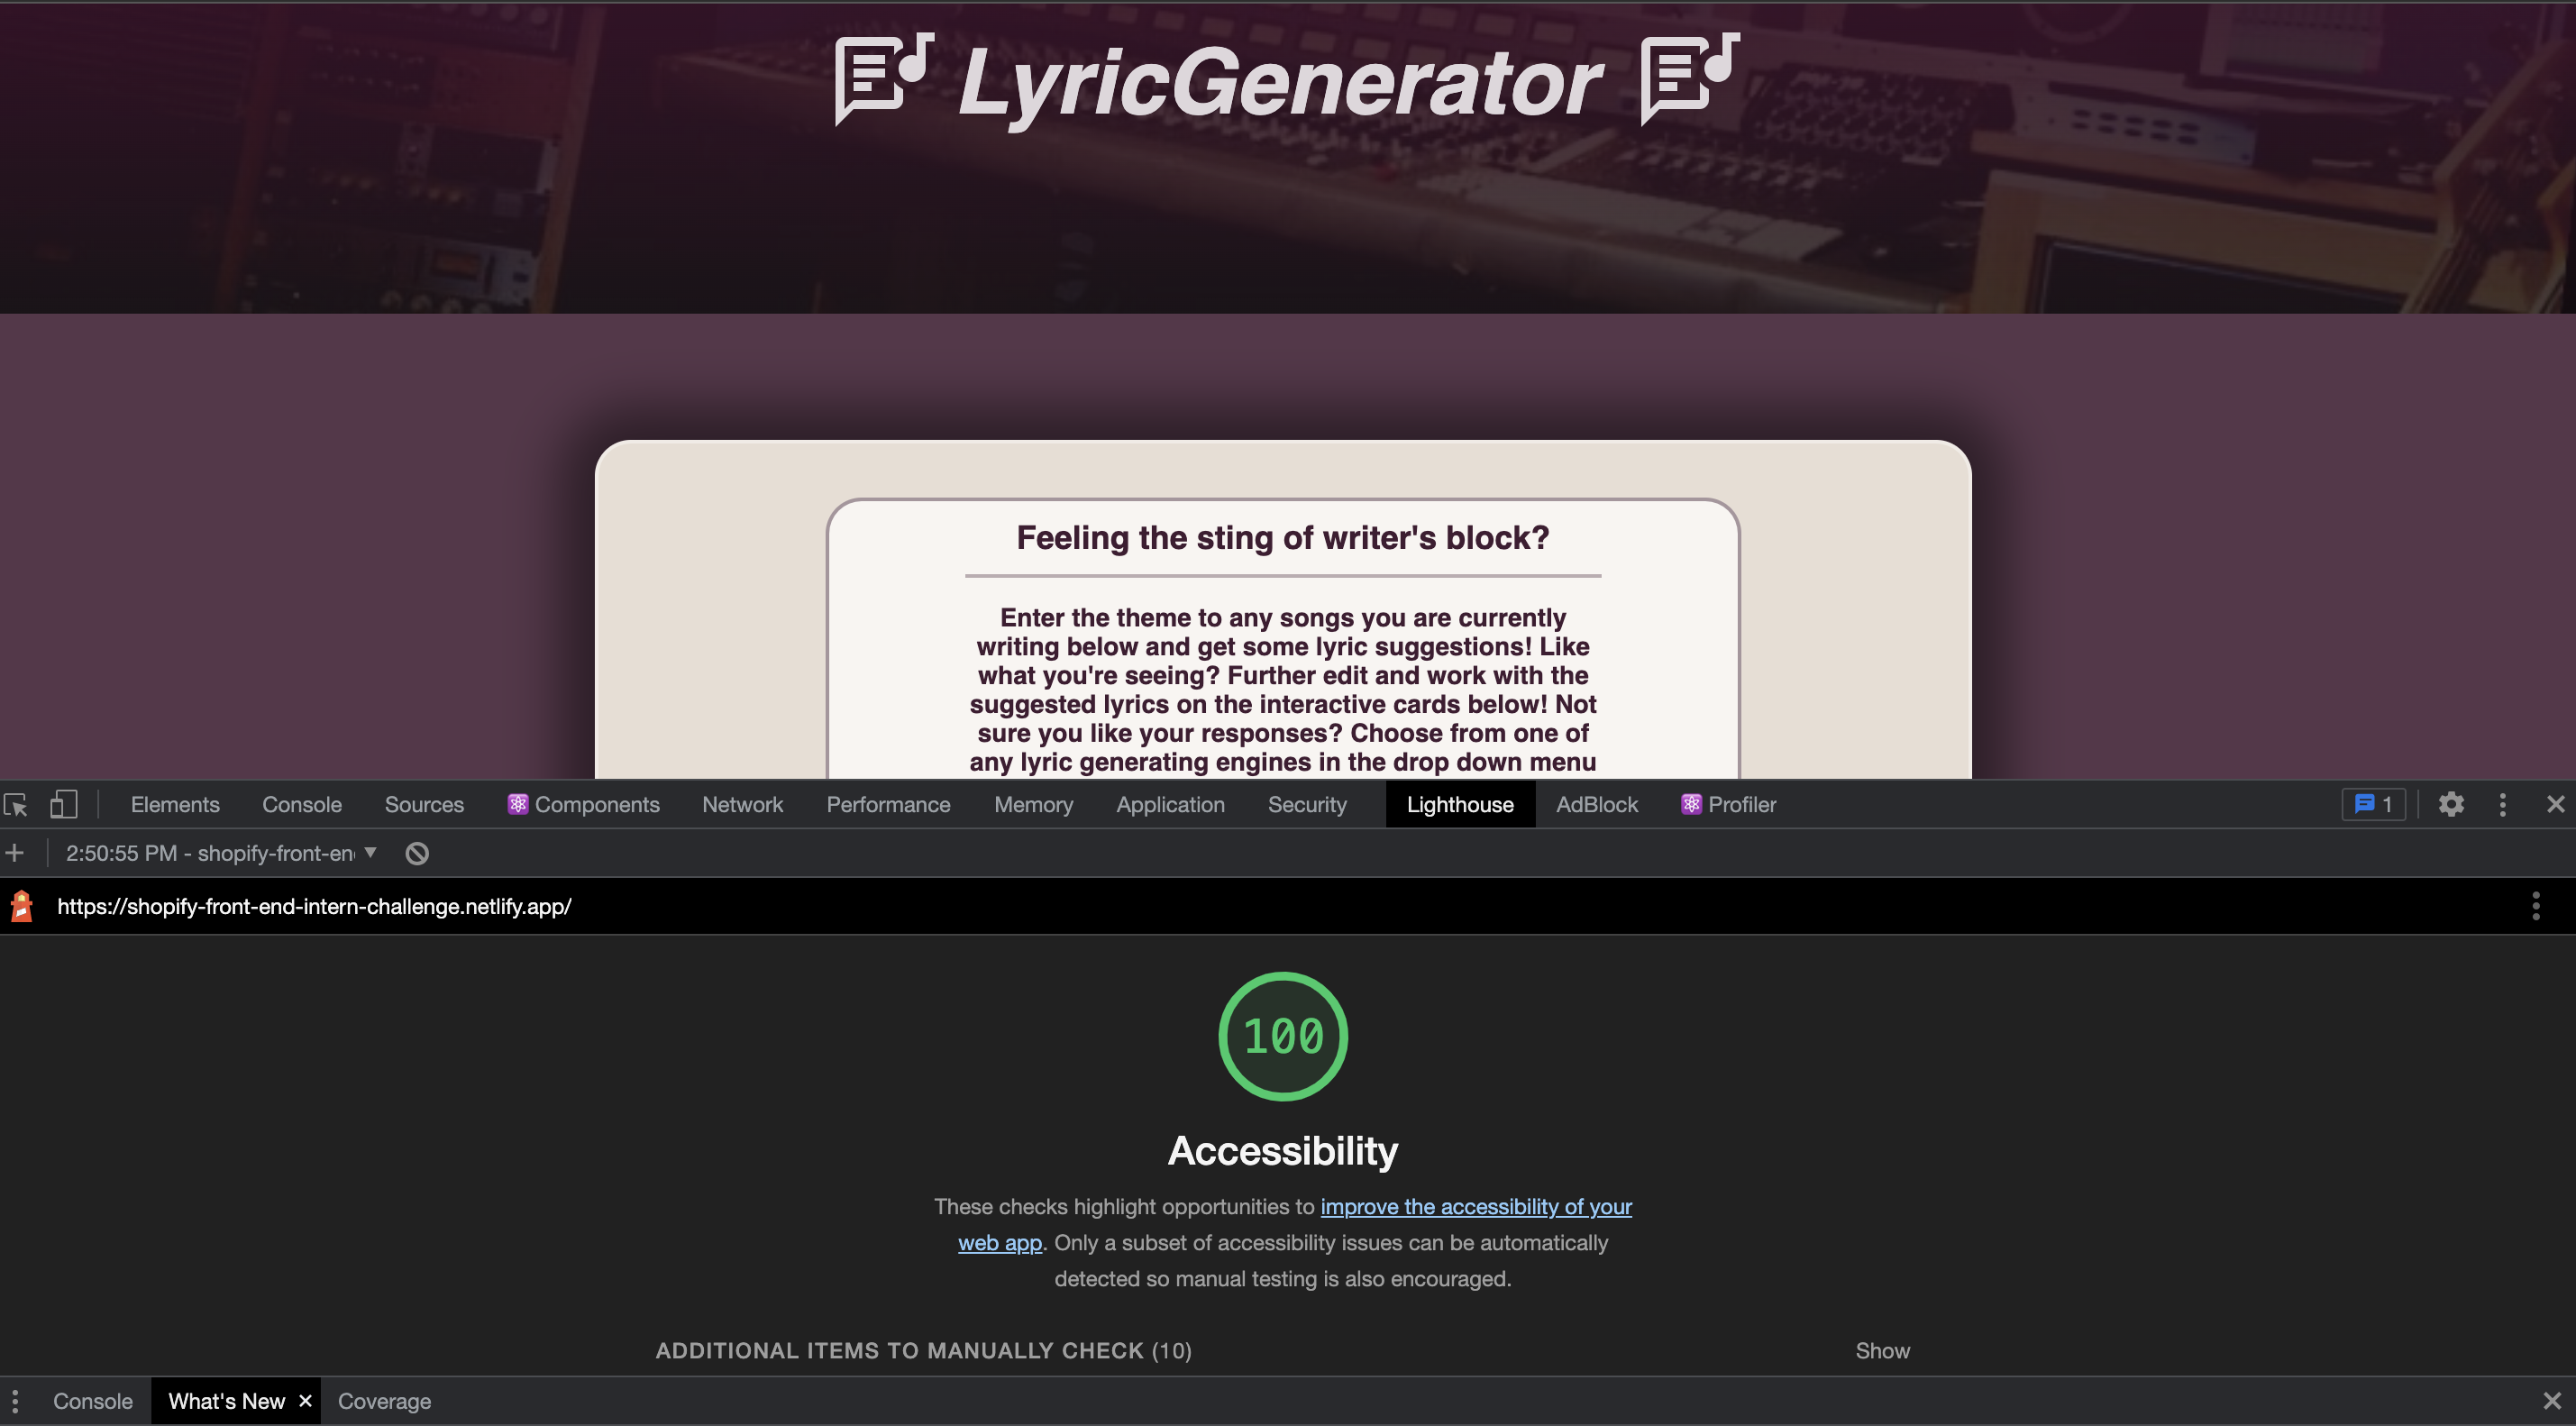 LyricGenerator
Feeling the sting of writer's block?
Enter the theme to any songs you are currently
writing below and get some lyric suggestions! Like
what you're seeing? Further edit and work with the
suggested lyrics on the interactive cards below! Not
sure you like your responses? Choose from one of
any lyric generating engines in the drop down menu
Elements Console Sources Components Network Performance Memory Application Security Lighthouse AdBlock Profiler 1
2:50:55 PM - shopify-front-en
https://shopify-front-end-intern-challenge.netlify.app/
100
Accessibility
These checks highlight opportunities to improve the accessibility of your
web app. Only a subset of accessibility issues can be automatically
detected so manual testing is also encouraged.
ADDITIONAL ITEMS TO MANUALLY CHECK (10) Show
Console What's New Coverage